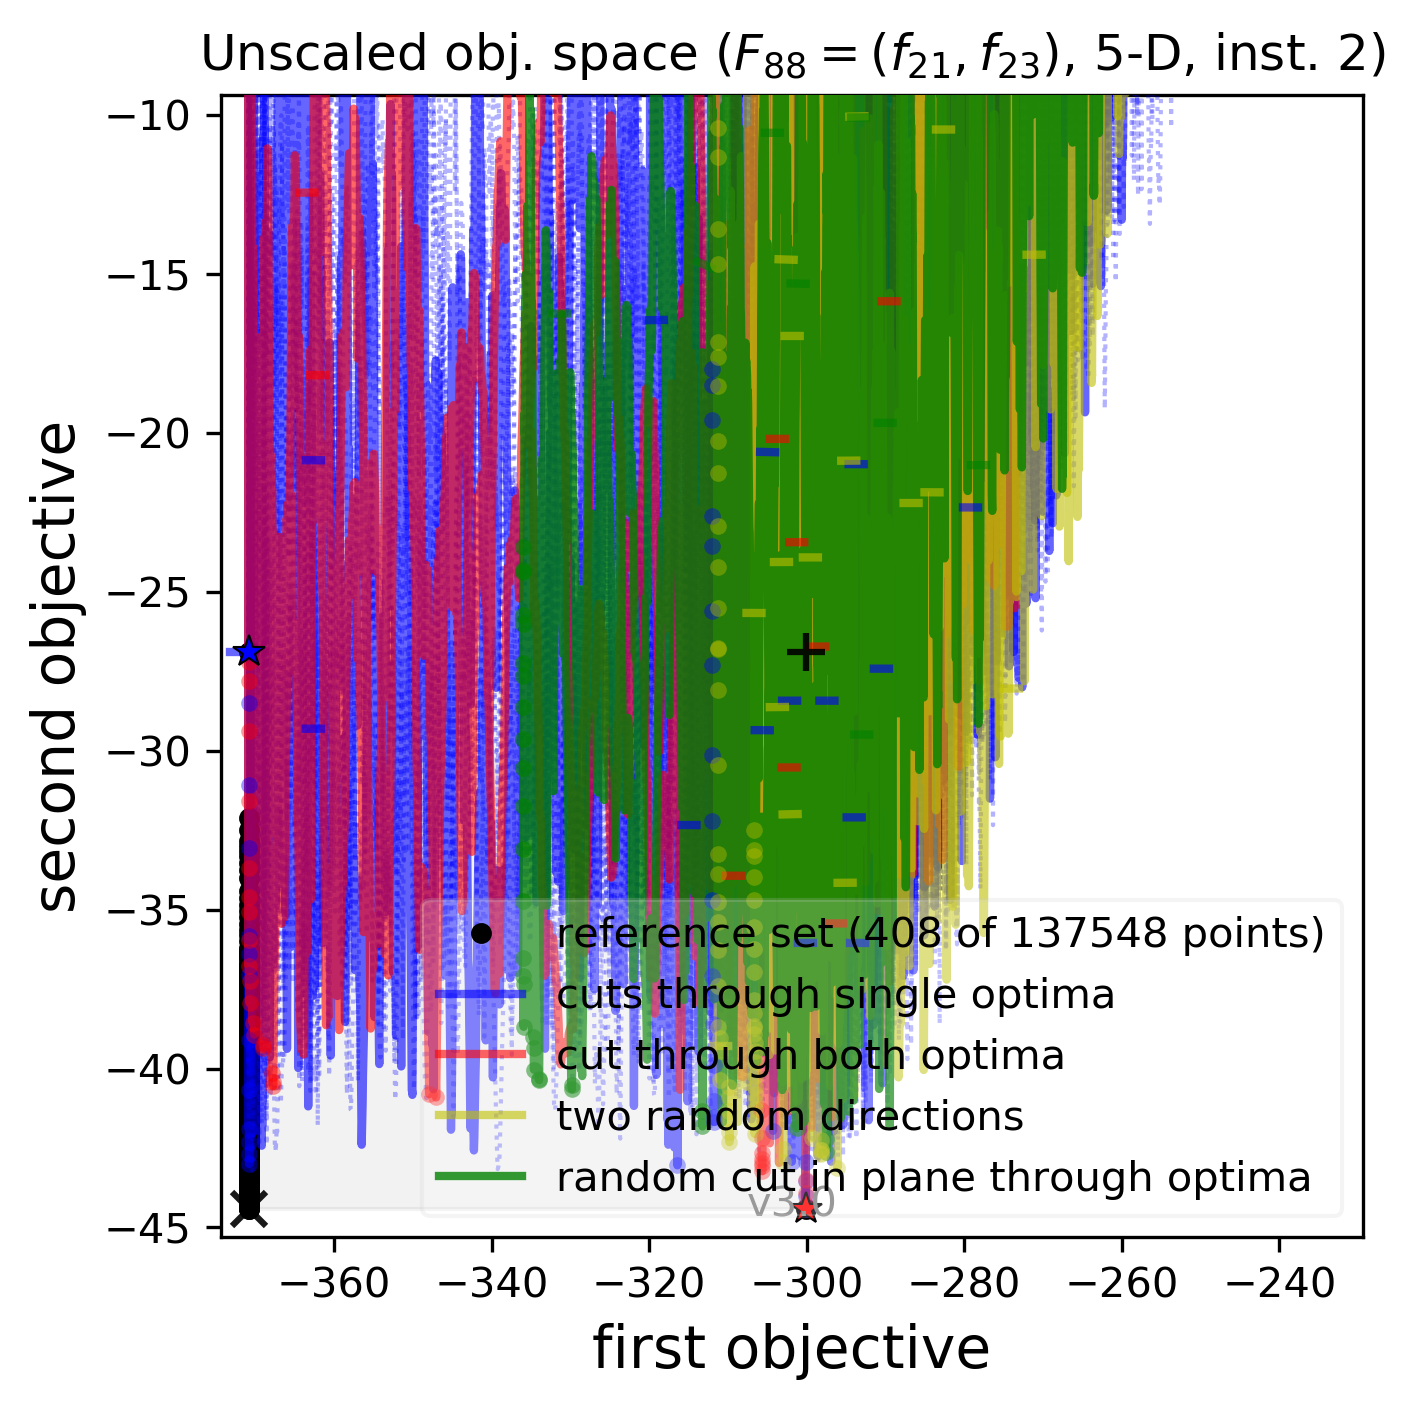 Unscaled obj. space (F88 = (f21, f23), 5-D, inst. 2)
−10
−15
−20
−25
−30
−35
−40
−45
second objective
reference set (408 of 137548 points)
cuts through single optima
cut through both optima
two random directions
random cut in plane through optima
v3.0
−360
−340
−320
−300
−280
−260
−240
first objective